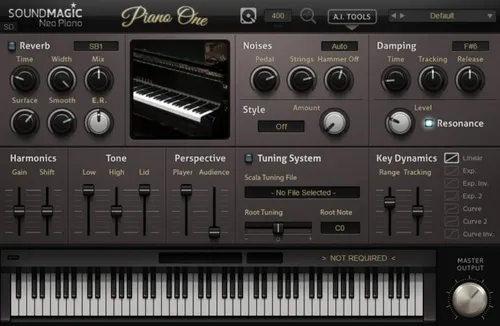 SOUNDMAGIC
Neo Piano
Piano One
400
A.I. TOOLS
Default
SD
Reverb
SB1
Time
Width
Mix
Surface
Smooth
E.R.
Noises
Auto
Pedal
Strings
Hammer Off
Style
Off
Amount
Damping
F#6
Time
Tracking
Release
Level
Resonance
Harmonics
Gain
Shift
Tone
Low
High
Lid
Perspective
Player
Audience
Tuning System
Scala Tuning File
- No File Selected -
Root Tuning
Root Note
C0
Key Dynamics
Range
Tracking
Linear
Exp.
Exp. Inv.
Exp. 2
Curve
Curve 2
Curve Inv.
> NOT REQUIRED <
MASTER
OUTPUT